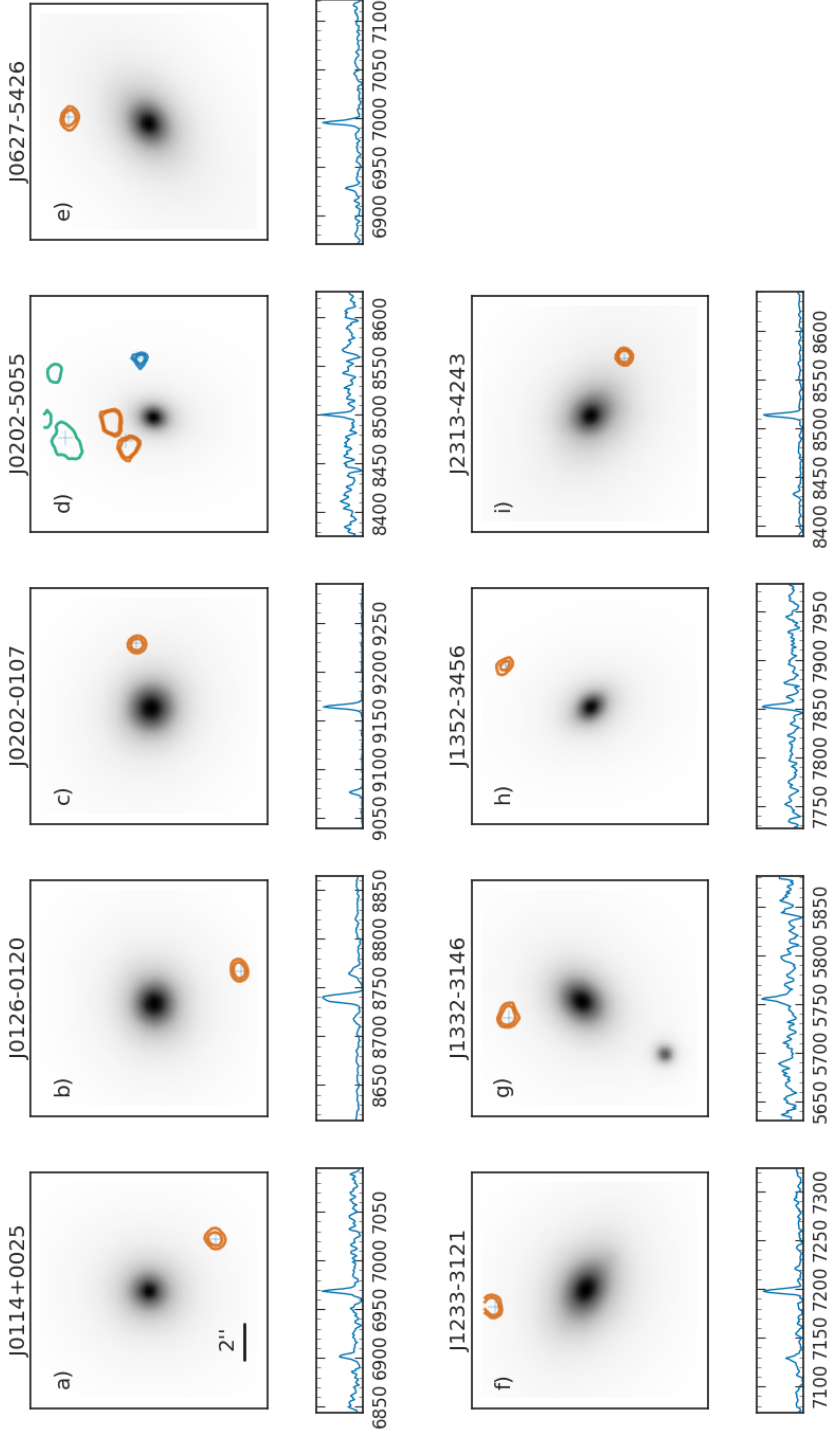 J0114+0025
a)
2''
6850 6900 6950 7000 7050
J0126-0120
b)
8650 8700 8750 8800 8850
J0202-0107
c)
9050 9100 9150 9200 9250
J0202-5055
d)
8400 8450 8500 8550 8600
J0627-5426
e)
6900 6950 7000 7050 7100
J1233-3121
f)
7100 7150 7200 7250 7300
J1332-3146
g)
5650 5700 5750 5800 5850
J1352-3456
h)
7750 7800 7850 7900 7950
J2313-4243
i)
8400 8450 8500 8550 8600